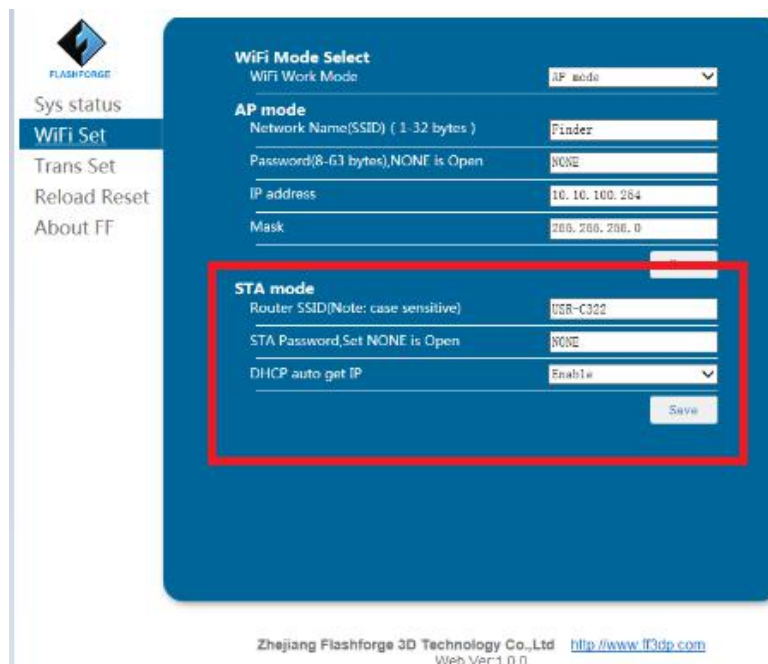 FLASHFORGE
Sys status
WiFi Set
Trans Set
Reload Reset
About FF
WiFi Mode Select
WiFi Work Mode
AP mode
AP mode
Network Name(SSID) ( 1-32 bytes )
Finder
Password(8-63 bytes),NONE is Open
NONE
IP address
10.10.100.254
Mask
255.255.255.0
STA mode
Router SSID(Note: case sensitive)
USR-C322
STA Password,Set NONE is Open
NONE
DHCP auto get IP
Enable
Save
Zhejiang Flashforge 3D Technology Co.,Ltd http://www.ff3dp.com
Web Ver:1.0.0